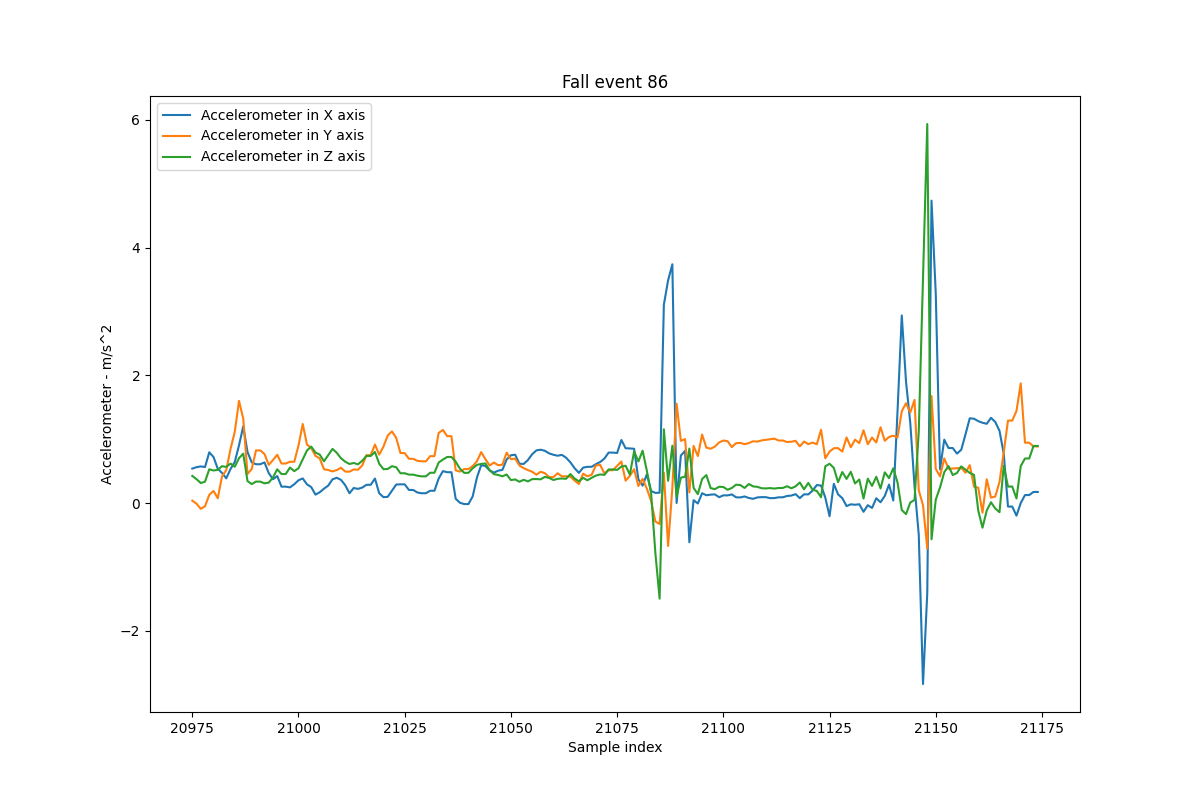 Fall event 86
Accelerometer in X axis
Accelerometer in Y axis
Accelerometer in Z axis
6
4
2
0
−2
Accelerometer - m/s^2
20975 21000 21025 21050 21075 21100 21125 21150 21175
Sample index